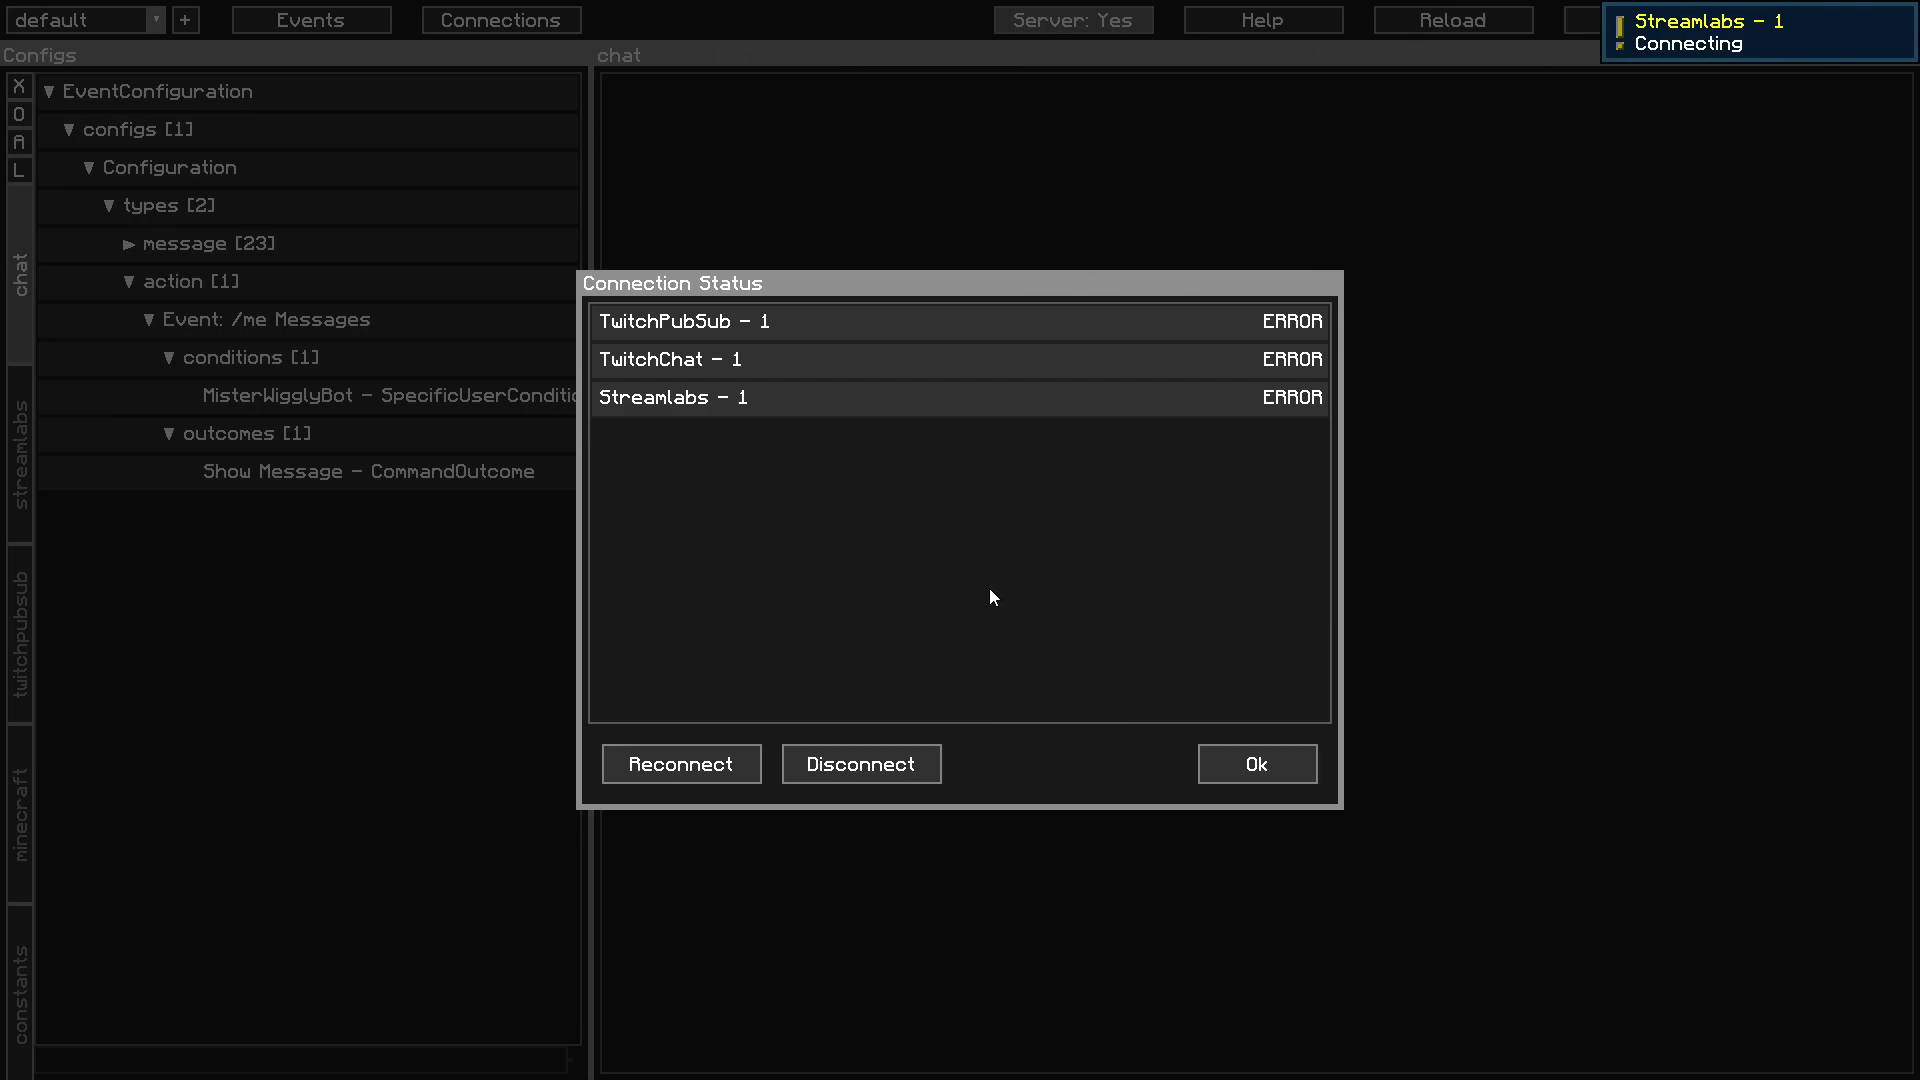 default ▼ + Events Connections Server: Yes Help Reload
Streamlabs - 1
Connecting
Configs
chat
X
O
A
L
chat
streamlabs
twitchpubsub
minecraft
constants
▼ EventConfiguration
▼ configs [1]
▼ Configuration
▼ types [2]
▶ message [23]
▼ action [1]
▼ Event: /me Messages
▼ conditions [1]
MisterWigglyBot - SpecificUserConditio
▼ outcomes [1]
Show Message - CommandOutcome
Connection Status
TwitchPubSub - 1 ERROR
TwitchChat - 1 ERROR
Streamlabs - 1 ERROR
Reconnect Disconnect Ok